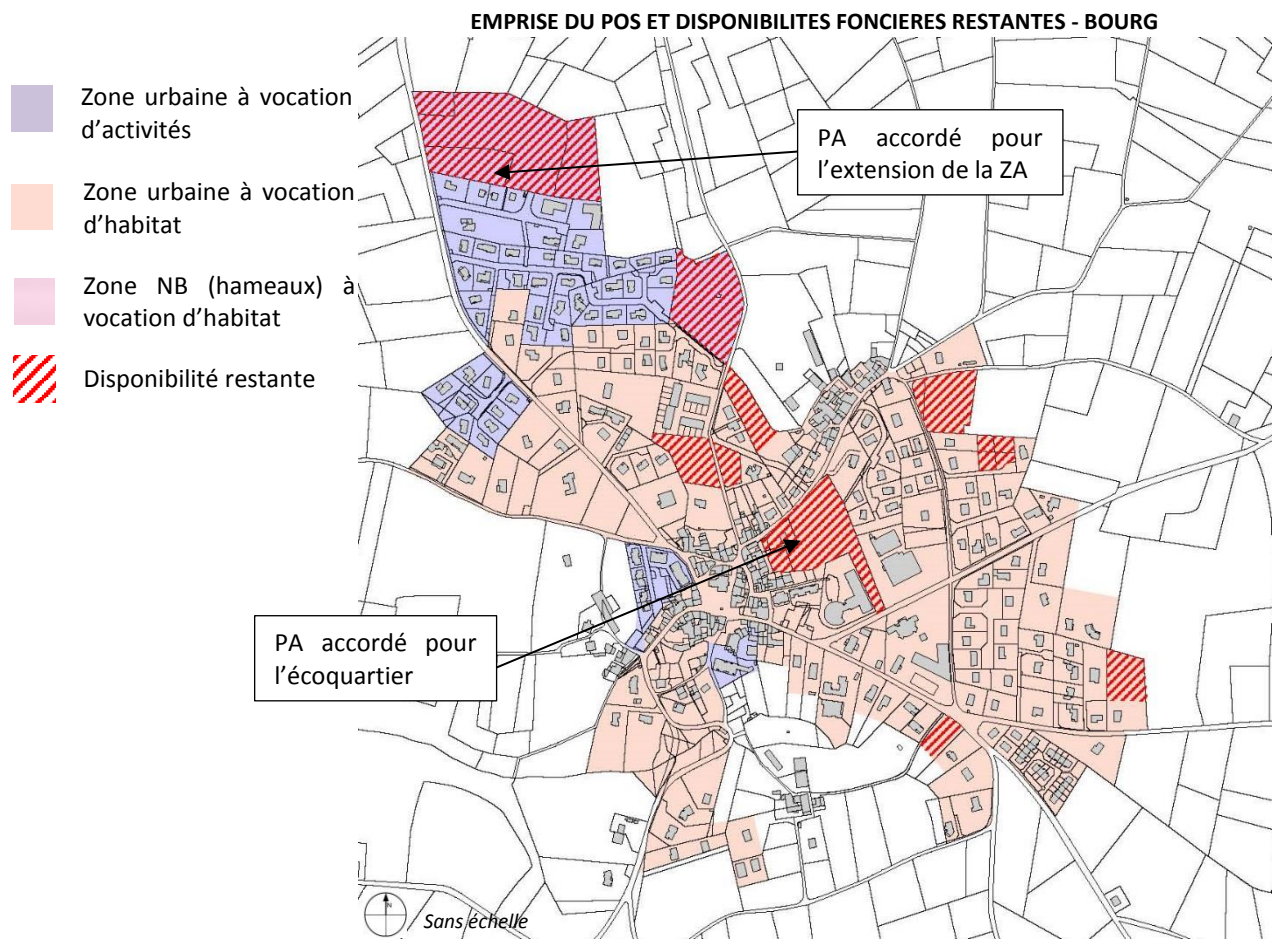 EMPRISE DU POS ET DISPONIBILITES FONCIERES RESTANTES - BOURG
Zone urbaine à vocation
d'activités
Zone urbaine à vocation
d'habitat
Zone NB (hameaux) à
vocation d'habitat
Disponibilité restante
PA accordé pour
l'extension de la ZA
PA accordé pour
l'écoquartier
N
Sans échelle